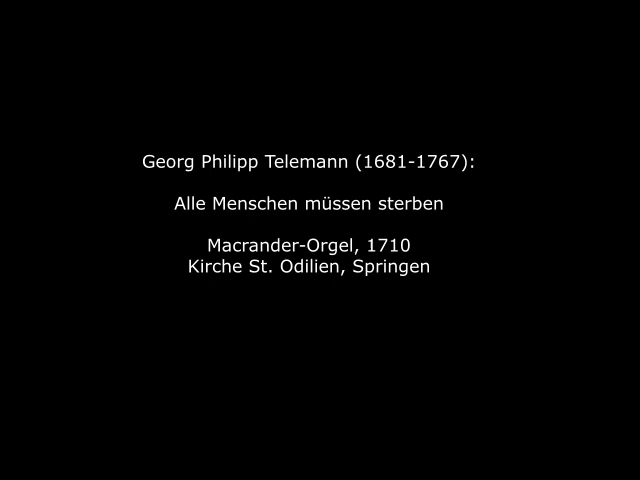 Georg Philipp Telemann (1681-1767):
Alle Menschen müssen sterben
Macrander-Orgel, 1710
Kirche St. Odilien, Springen